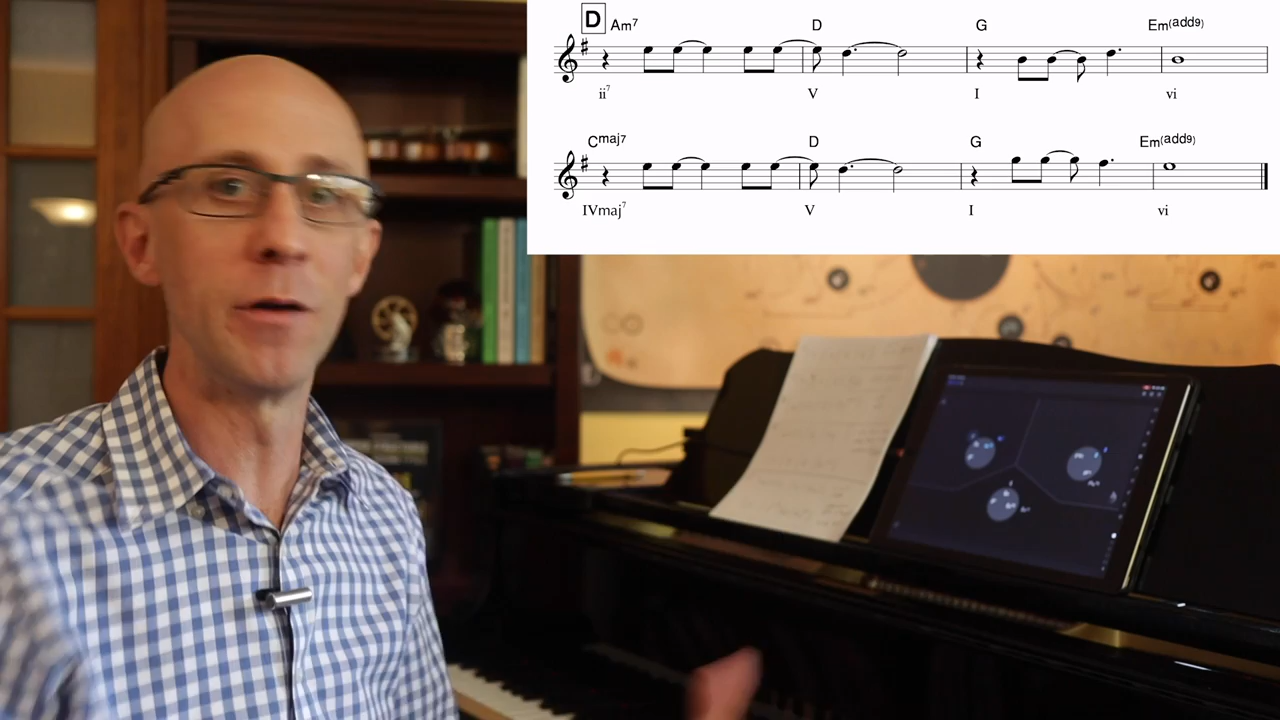 D Am7 D G Em(add9)
ii7 V I vi
Cmaj7 D G Em(add9)
IVmaj7 V I vi